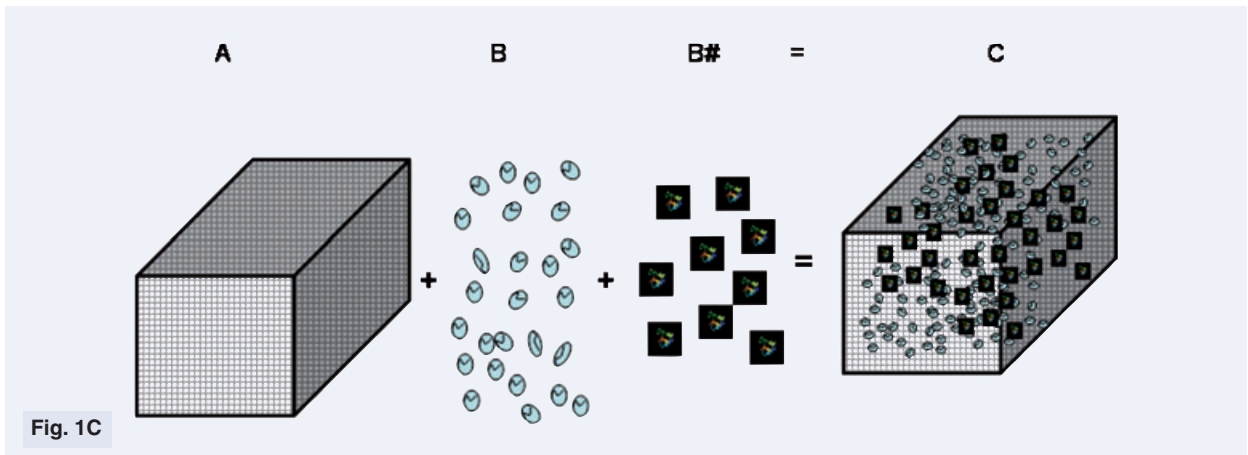 A B B# = C
+ + =
Fig. 1C